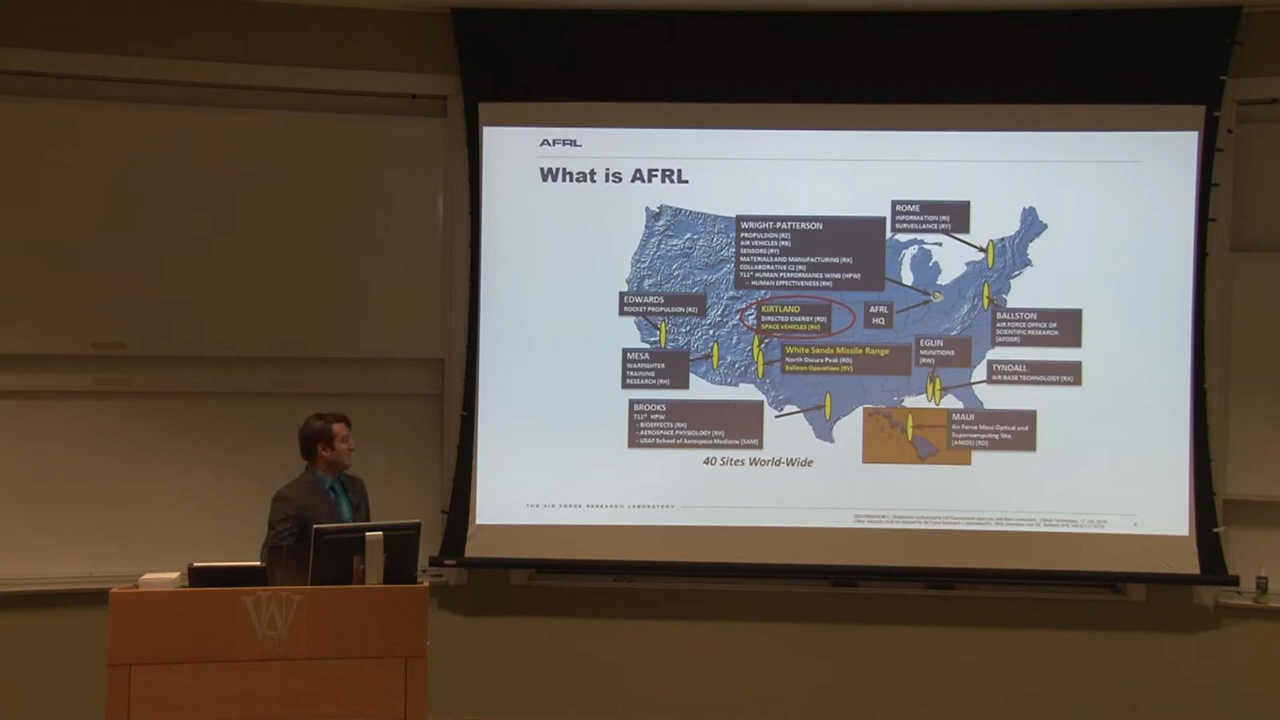 AFRL
What is AFRL
ROME
INFORMATION (RI)
SURVEILLANCE (RY)
WRIGHT-PATTERSON
PROPULSION (RZ)
AIR VEHICLES (RB)
SENSORS (RY)
MATERIALS AND MANUFACTURING (RX)
COLLABORATIVE C2 (RI)
711th HUMAN PERFORMANCE WING (HPW)
– HUMAN EFFECTIVENESS (RH)
EDWARDS
ROCKET PROPULSION (RZ)
KIRTLAND
DIRECTED ENERGY (RD)
SPACE VEHICLES (RV)
AFRL
HQ
BALLSTON
AIR FORCE OFFICE OF
SCIENTIFIC RESEARCH
(AFOSR)
MESA
WARFIGHTER
TRAINING
RESEARCH (RH)
White Sands Missile Range
North Oscura Peak (RD)
Balloon Operations (RV)
EGLIN
MUNITIONS
(RW)
TYNDALL
AIR BASE TECHNOLOGY (RX)
BROOKS
711th HPW
- BIOEFFECTS (RH)
- AEROSPACE PHYSIOLOGY (RH)
- USAF School of Aerospace Medicine (SAM)
MAUI
Air Force Maui Optical and
Supercomputing Site
(AMOS) (RD)
40 Sites World-Wide
THE AIR FORCE RESEARCH LABORATORY
W